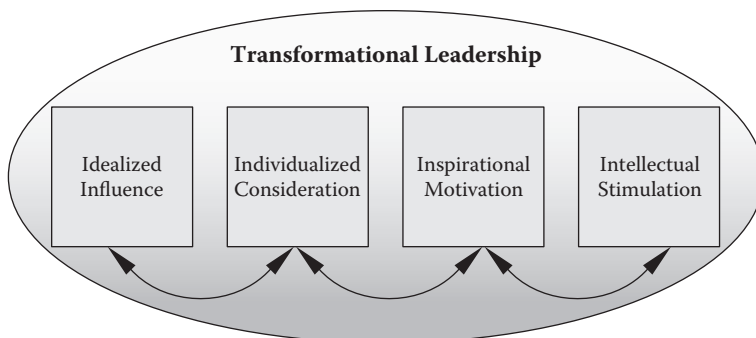 Transformational Leadership
Idealized
Influence
Individualized
Consideration
Inspirational
Motivation
Intellectual
Stimulation